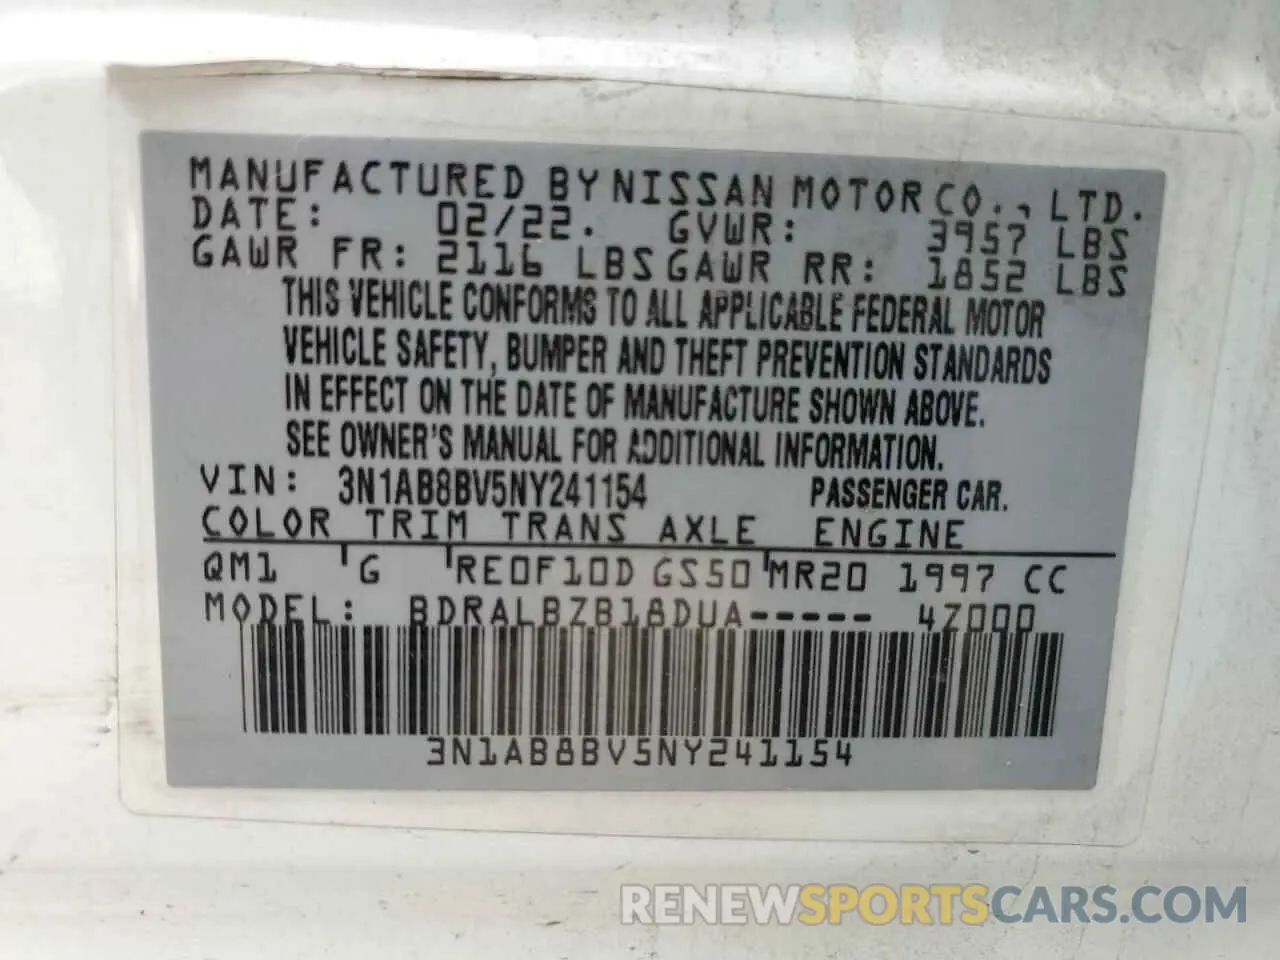 MANUFACTURED BY NISSAN MOTOR CO., LTD.
DATE: 02/22. GVWR: 3957 LBS
GAWR FR: 2116 LBS GAWR RR: 1852 LBS
THIS VEHICLE CONFORMS TO ALL APPLICABLE FEDERAL MOTOR
VEHICLE SAFETY, BUMPER AND THEFT PREVENTION STANDARDS
IN EFFECT ON THE DATE OF MANUFACTURE SHOWN ABOVE.
SEE OWNER'S MANUAL FOR ADDITIONAL INFORMATION.
VIN: 3N1AB8BV5NY241154 PASSENGER CAR.
COLOR TRIM TRANS AXLE ENGINE
QM1 G RE0F10D GS50 MR20 1997 CC
MODEL: BDRALBZB18DUA----- 4Z000
3N1AB8BV5NY241154
RENEWSPORTSCARS.COM